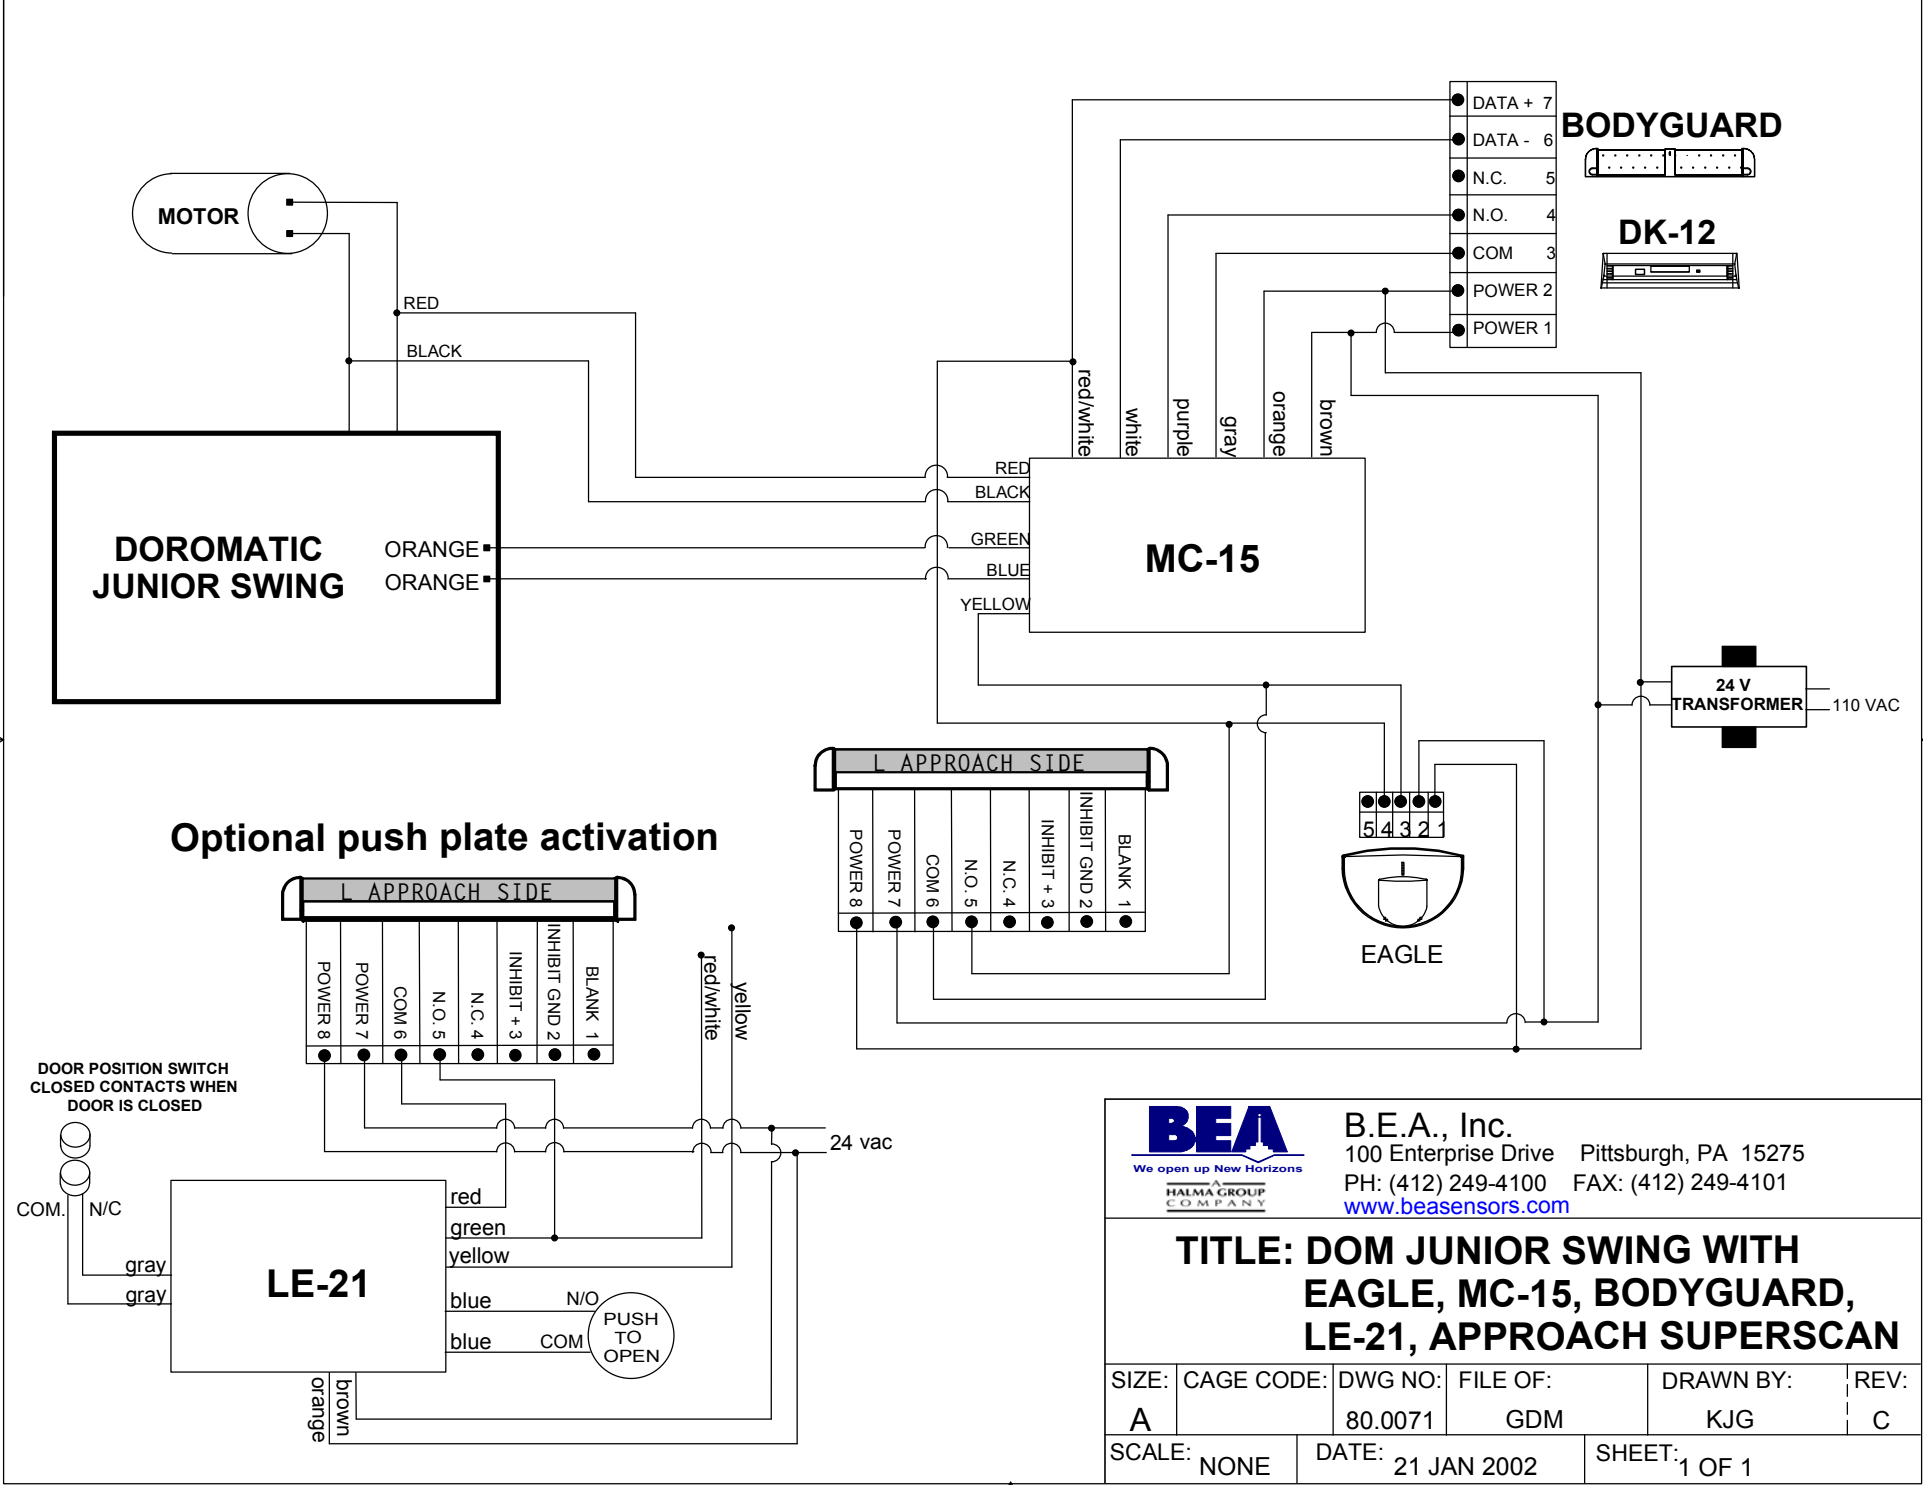 DATA + 7
DATA - 6
N.C. 5
N.O. 4
COM 3
POWER 2
POWER 1
BODYGUARD
DK-12
MOTOR
RED
BLACK
red/white
white
purple
gray
orange
brown
DOROMATIC
JUNIOR SWING
ORANGE
ORANGE
RED
BLACK
GREEN
BLUE
YELLOW
MC-15
24 V
TRANSFORMER
110 VAC
L APPROACH SIDE
POWER 8
POWER 7
COM 6
N.O. 5
N.C. 4
INHIBIT + 3
INHIBIT GND 2
BLANK 1
5 4 3 2 1
EAGLE
Optional push plate activation
L APPROACH SIDE
POWER 8
POWER 7
COM 6
N.O. 5
N.C. 4
INHIBIT + 3
INHIBIT GND 2
BLANK 1
red/white
yellow
24 vac
DOOR POSITION SWITCH
CLOSED CONTACTS WHEN
DOOR IS CLOSED
COM.
N/C
gray
gray
LE-21
red
green
yellow
blue
N/O
blue
COM
PUSH
TO
OPEN
orange
brown
BEA
We open up New Horizons
A
HALMA GROUP
COMPANY
B.E.A., Inc.
100 Enterprise Drive Pittsburgh, PA 15275
PH: (412) 249-4100 FAX: (412) 249-4101
www.beasensors.com
TITLE: DOM JUNIOR SWING WITH
EAGLE, MC-15, BODYGUARD,
LE-21, APPROACH SUPERSCAN
SIZE: CAGE CODE: DWG NO: FILE OF: DRAWN BY: REV:
A 80.0071 GDM KJG C
SCALE: NONE DATE: 21 JAN 2002 SHEET: 1 OF 1